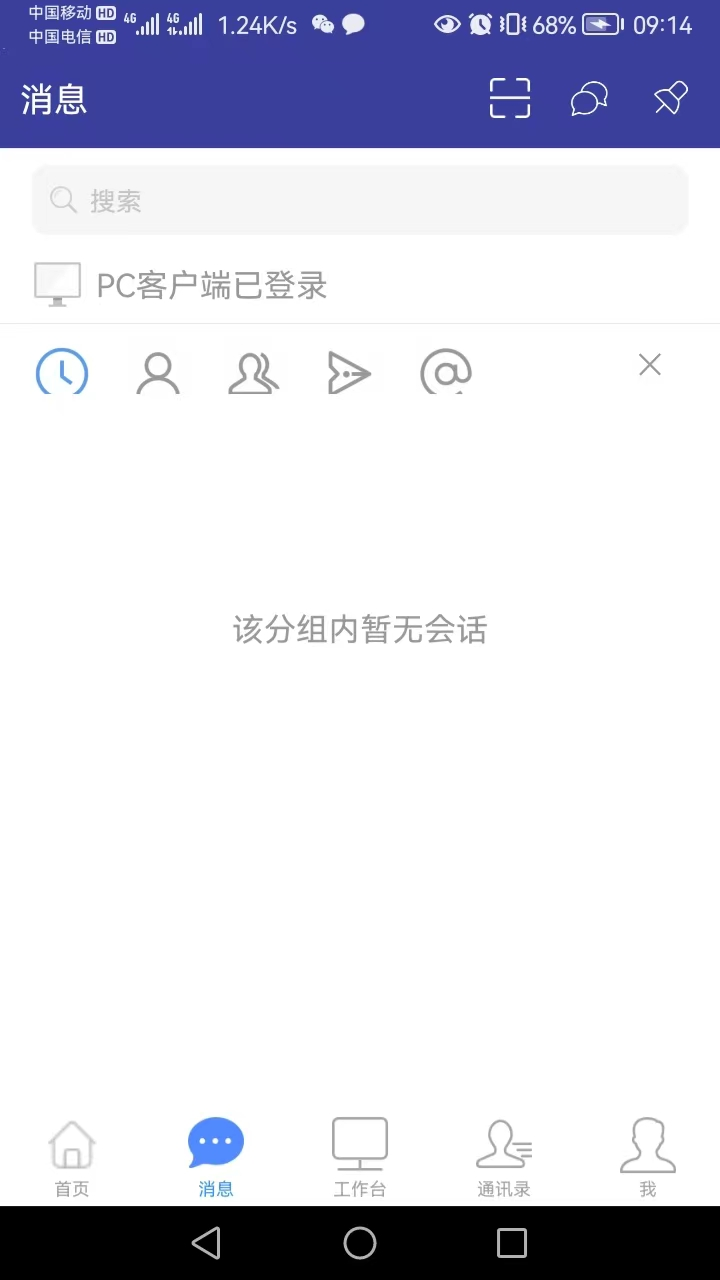 中国移动 HD 4G 4G 1.24K/s 68% 09:14
中国电信 HD
消息
搜索
PC客户端已登录
该分组内暂无会话
首页 消息 工作台 通讯录 我